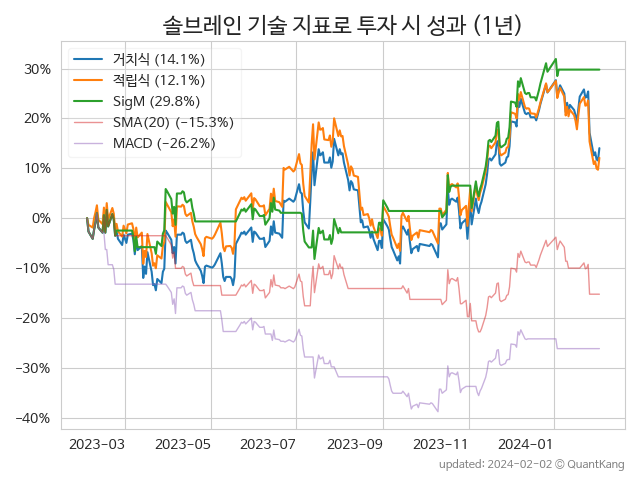 솔브레인 기술 지표로 투자 시 성과 (1년)
거치식 (14.1%)
적립식 (12.1%)
SigM (29.8%)
SMA(20) (−15.3%)
MACD (−26.2%)
30%
20%
10%
0%
−10%
−20%
−30%
−40%
2023-03 2023-05 2023-07 2023-09 2023-11 2024-01
updated: 2024-02-02 © QuantKang